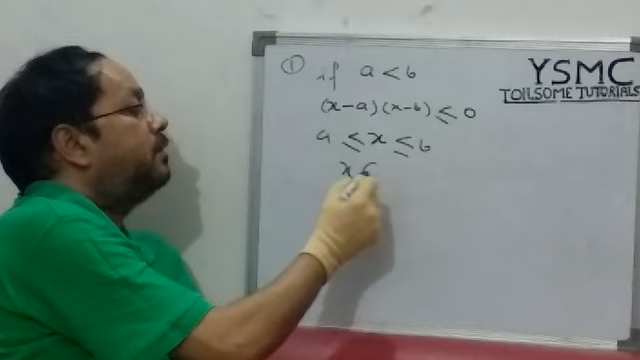 ① if a < b
(x-a)(x-b) ≤ 0
a ≤ x ≤ b
x ∈
YSMC
TOILSOME TUTORIALS